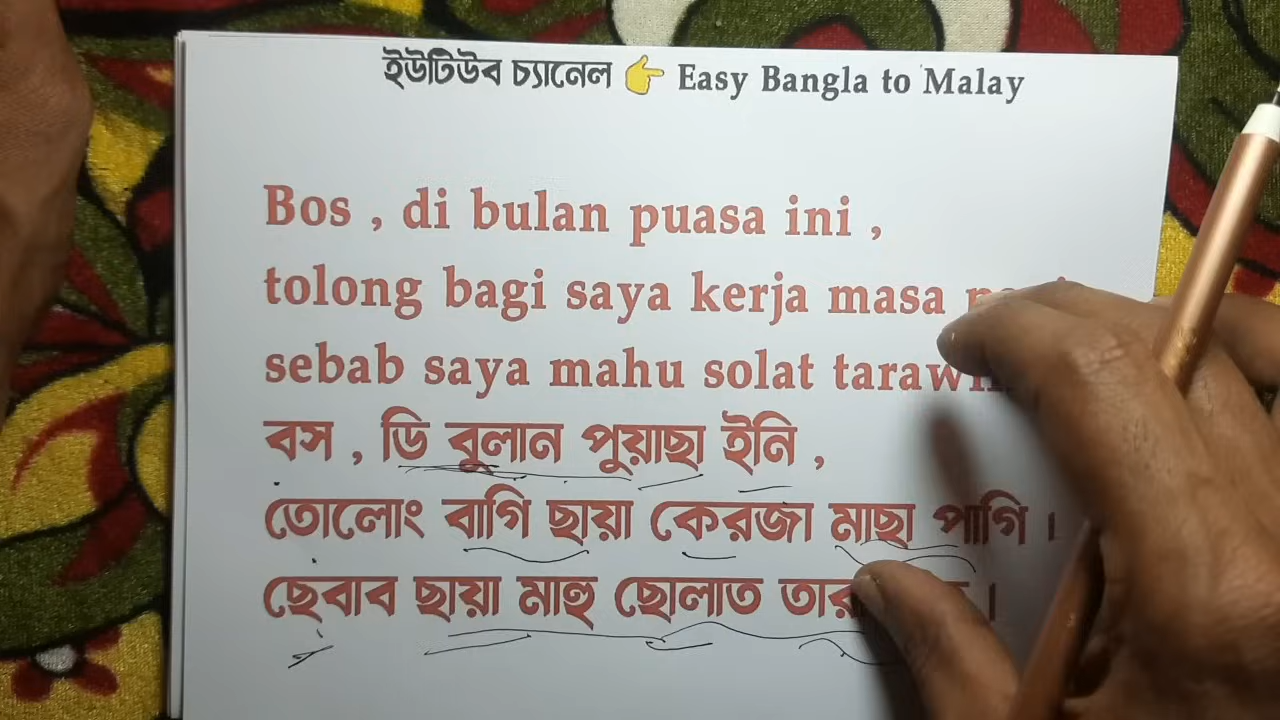 ইউটিউব চ্যানেল 👉 Easy Bangla to Malay
Bos , di bulan puasa ini ,
tolong bagi saya kerja masa
sebab saya mahu solat
বস , ডি বুলান পুয়াছা ইনি ,
তোলোং বাগি ছায়া কেরজা মাছা পাগি ।
ছেবাব ছায়া মাহু ছোলাত